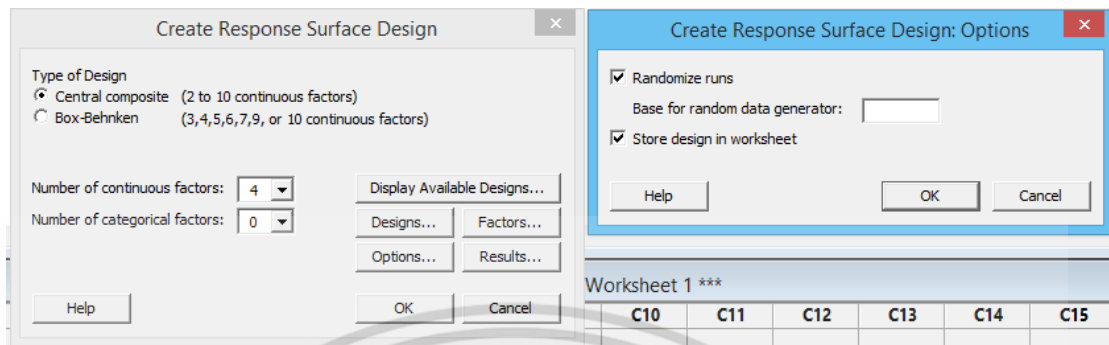 Create Response Surface Design
Type of Design
Central composite (2 to 10 continuous factors)
Box-Behnken (3,4,5,6,7,9, or 10 continuous factors)
Number of continuous factors: 4
Number of categorical factors: 0
Display Available Designs...
Designs... Factors...
Options... Results...
Help OK Cancel
Create Response Surface Design: Options
Randomize runs
Base for random data generator:
Store design in worksheet
Help OK Cancel
Worksheet 1 ***
C10 C11 C12 C13 C14 C15